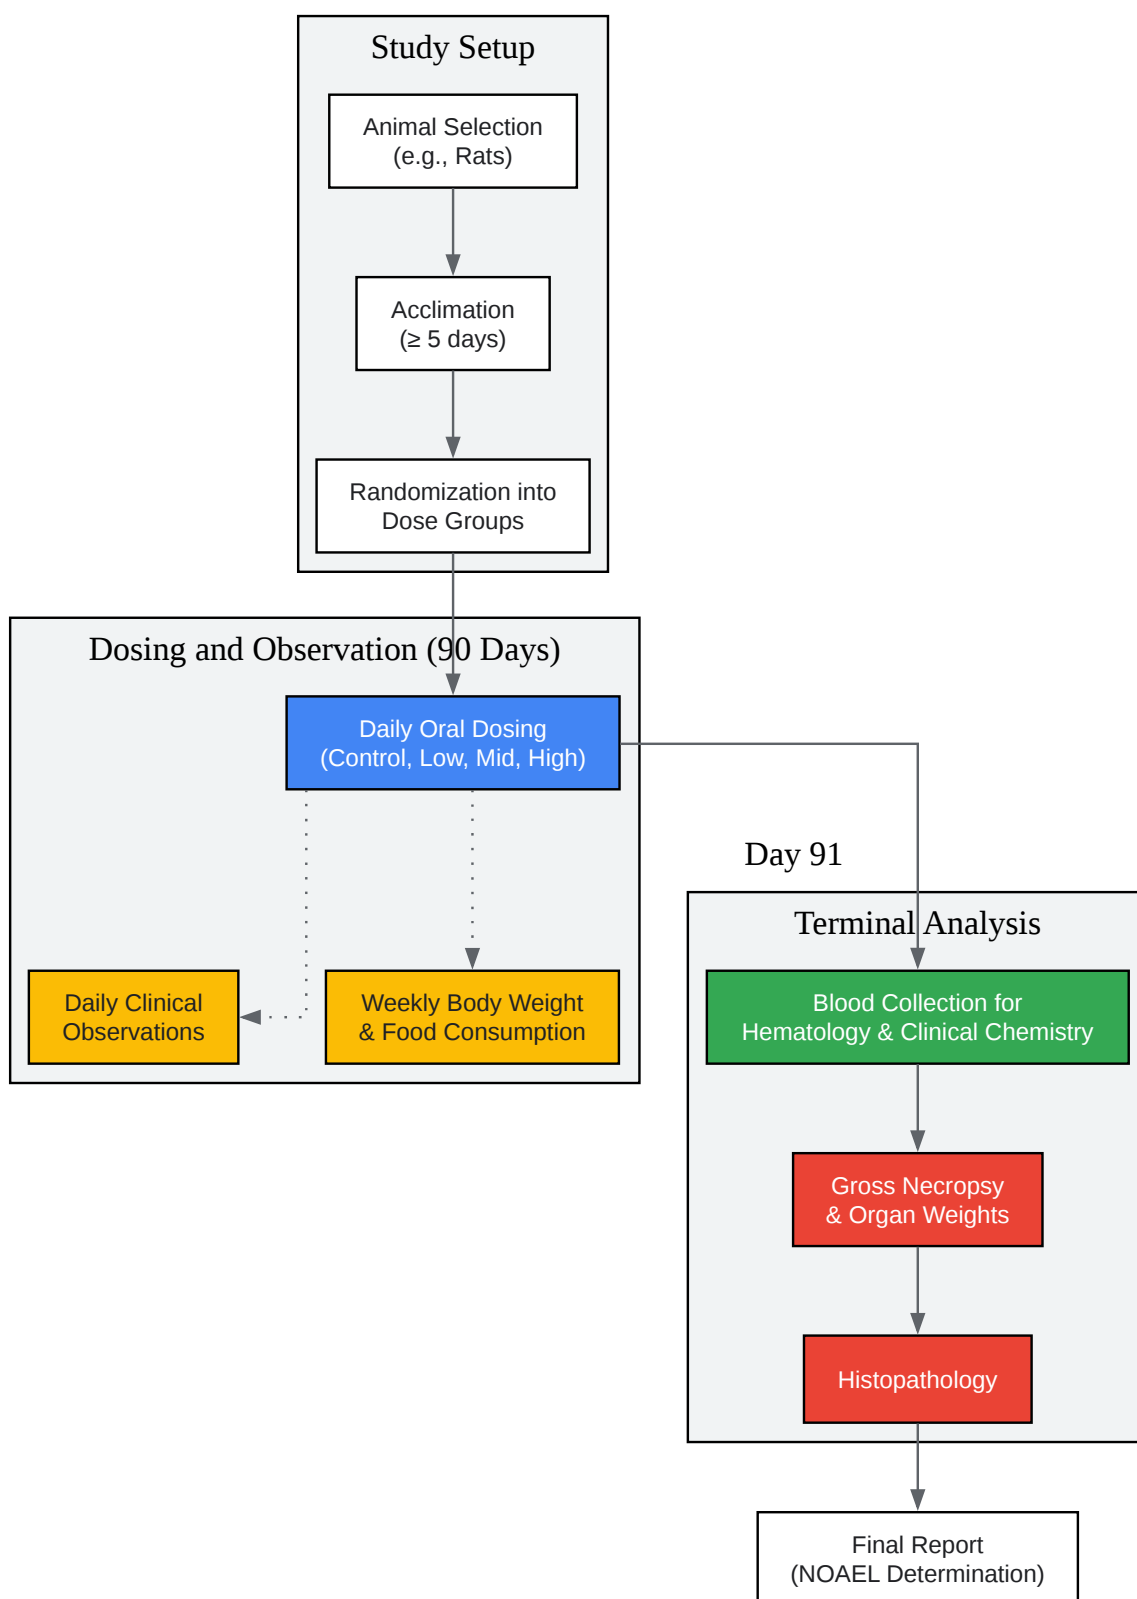 Study Setup
Animal Selection
(e.g., Rats)
Acclimation
(≥ 5 days)
Randomization into
Dose Groups
Dosing and Observation (90 Days)
Daily Oral Dosing
(Control, Low, Mid, High)
Daily Clinical
Observations
Weekly Body Weight
& Food Consumption
Day 91
Terminal Analysis
Blood Collection for
Hematology & Clinical Chemistry
Gross Necropsy
& Organ Weights
Histopathology
Final Report
(NOAEL Determination)